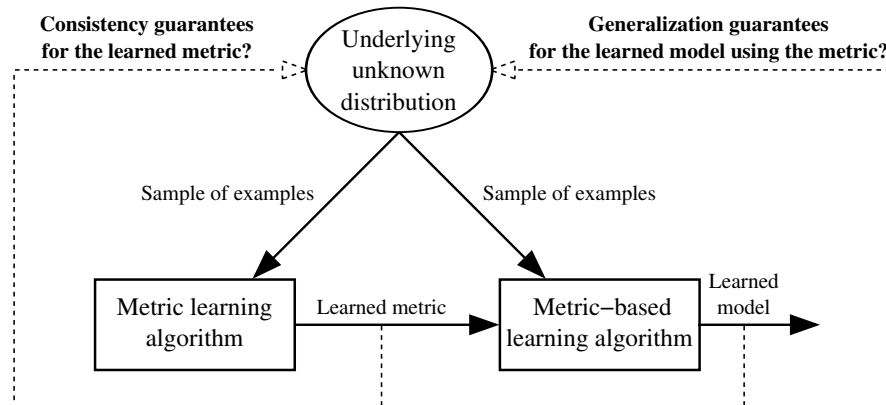 Consistency guarantees
for the learned metric?
Underlying
unknown
distribution
Generalization guarantees
for the learned model using the metric?
Sample of examples
Sample of examples
Metric learning
algorithm
Learned metric
Metric−based
learning algorithm
Learned
model